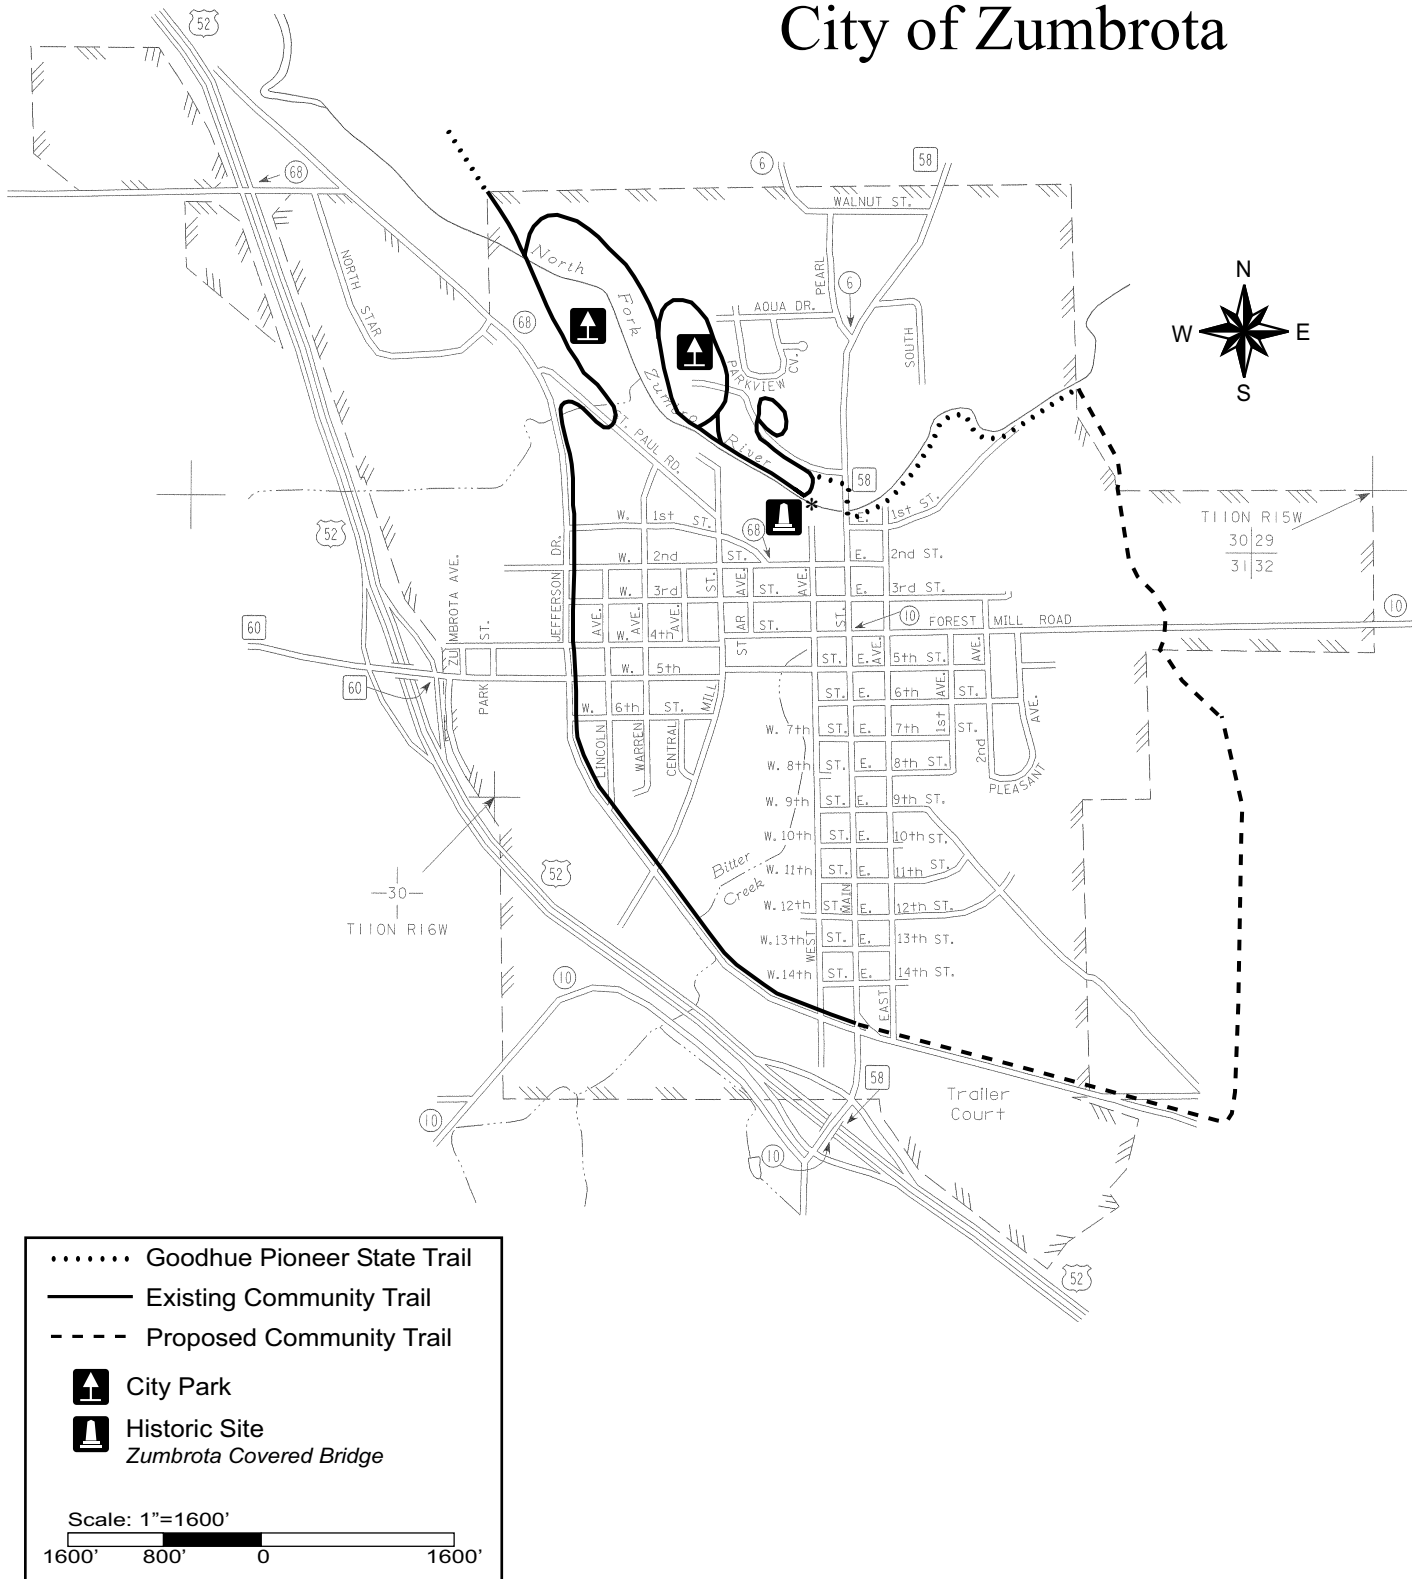 City of Zumbrota
52
68
6
58
WALNUT ST.
NORTH STAR
North Fork Zumbro River
PEARL
6
AQUA DR.
68
PARKVIEW
CV.
SOUTH
N
W E
S
ST. PAUL RD.
58
W. 1st ST.
*
E. 1st ST.
68
T110N R15W
30 29
31 32
52
ZUMBROTA AVE.
JEFFERSON DR.
W. 2nd ST.
E. 2nd ST.
W. 3rd ST. AVE. ST. AVE.
E. 3rd ST.
10
10
60
PARK ST.
AVE. AVE. AVE.
W. 4th ST.
STAR
ST.
FOREST MILL ROAD
W. 5th ST. E. AVE. 5th ST. AVE.
60
W. 6th ST.
MILL
ST. E. 6th AVE. ST.
LINCOLN
WARREN
CENTRAL
W. 7th ST. E. 7th 1st ST.
2nd
AVE.
W. 8th ST. E. 8th ST.
PLEASANT
W. 9th ST. E. 9th ST.
W. 10th ST. E. 10th ST.
Bitter Creek
W. 11th ST. E. 11th ST.
52
30
T110N R16W
W. 12th ST. MAIN E. 12th ST.
W. 13th WEST ST. E. 13th ST.
W. 14th ST. E. 14th ST.
10
EAST
58
Trailer
Court
10
10
52
Goodhue Pioneer State Trail
Existing Community Trail
Proposed Community Trail
City Park
Historic Site
Zumbrota Covered Bridge
Scale: 1”=1600’
1600’ 800’ 0 1600’